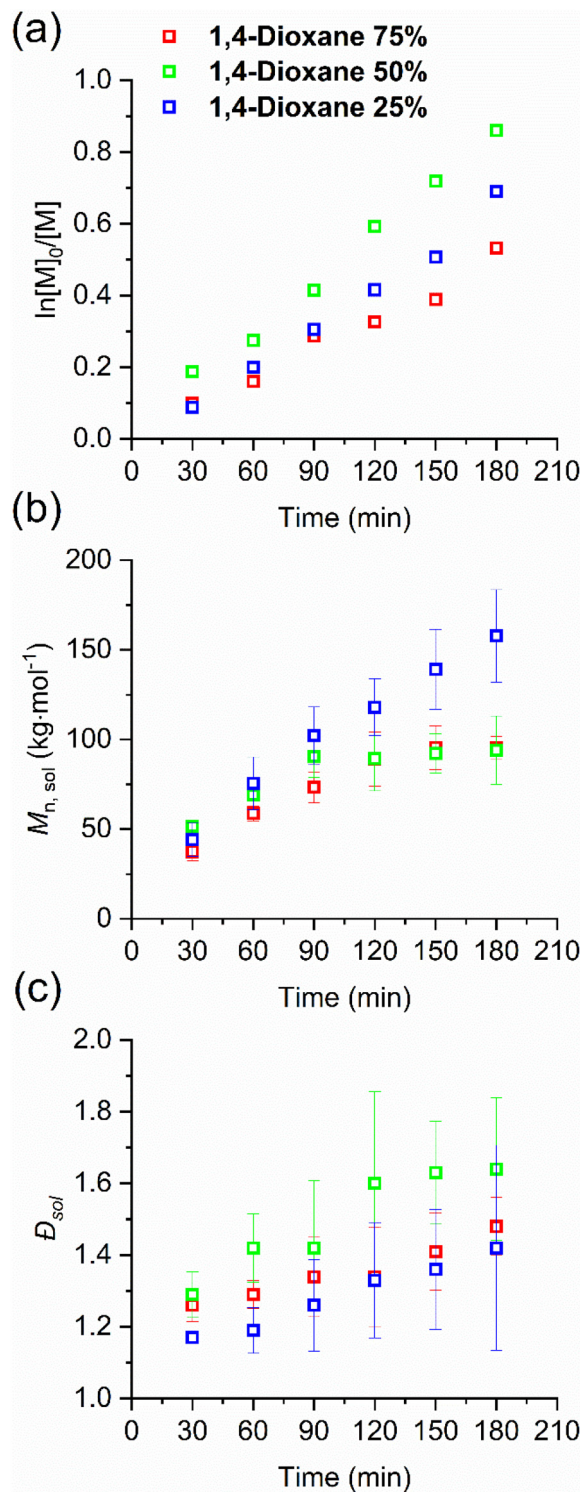 (a)
1,4-Dioxane 75%
1,4-Dioxane 50%
1,4-Dioxane 25%
1.0
0.8
0.6
0.4
0.2
0.0
ln[M]₀/[M]
0 30 60 90 120 150 180 210
Time (min)
(b)
200
150
100
50
0
Mn, sol (kg·mol⁻¹)
0 30 60 90 120 150 180 210
Time (min)
(c)
2.0
1.8
1.6
1.4
1.2
1.0
Đsol
0 30 60 90 120 150 180 210
Time (min)